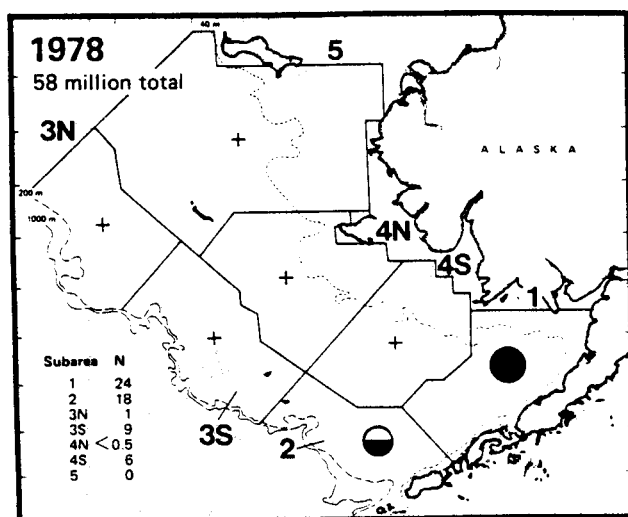 1978
58 million total
40 m
5
3N
ALASKA
200 m
1000 m
4N
4S
1
Subarea N
1 24
2 18
3N 1
3S 9
4N <0.5
4S 6
5 0
3S
2